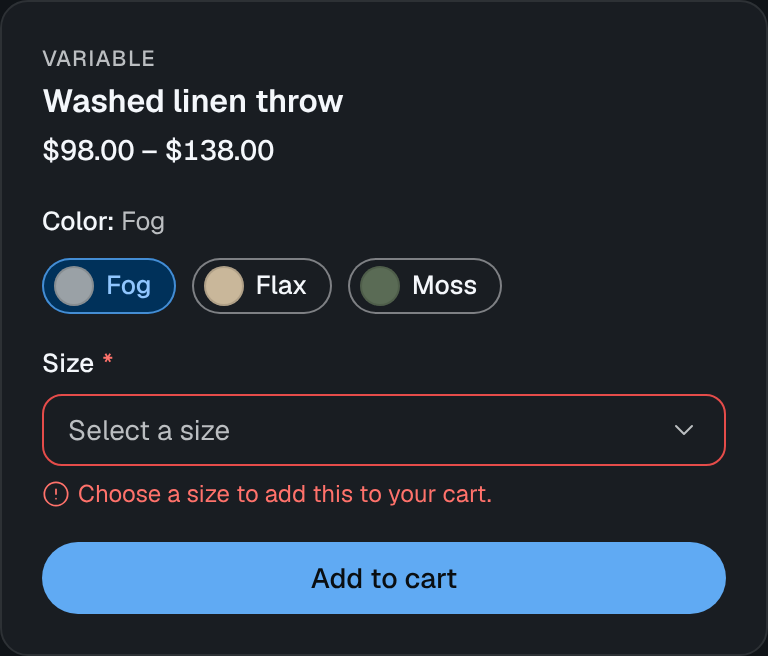 VARIABLE
Washed linen throw
$98.00 – $138.00
Color: Fog
Fog Flax Moss
Size *
Select a size
Choose a size to add this to your cart.
Add to cart